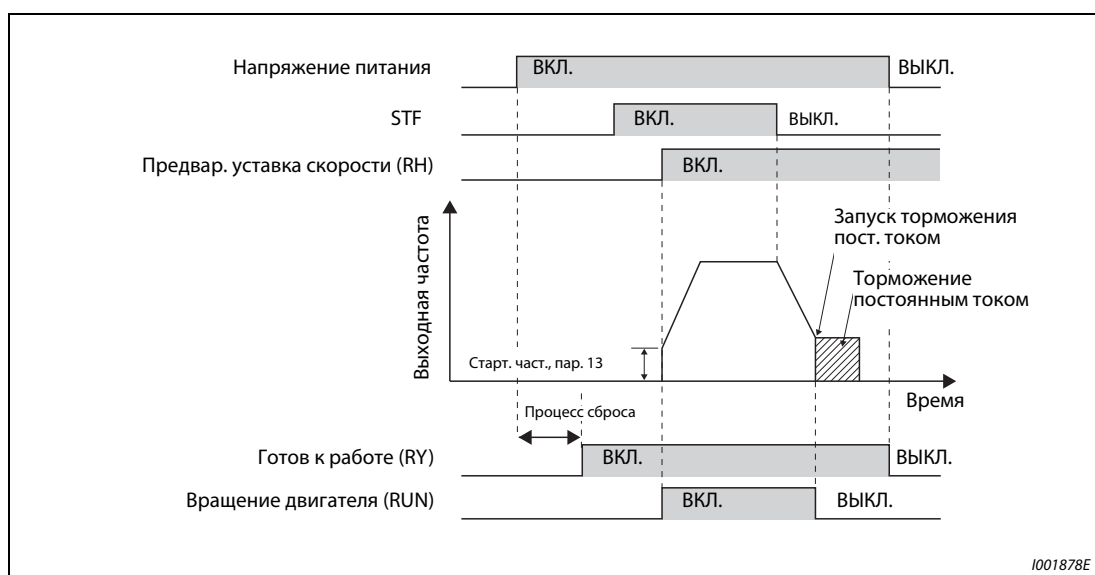 Напряжение питания
ВКЛ.
ВЫКЛ.
STF
ВКЛ.
ВЫКЛ.
Предвар. уставка скорости (RH)
ВКЛ.
Выходная частота
Запуск торможения
пост. током
Торможение
постоянным током
Старт. част., пар. 13
Время
Процесс сброса
Готов к работе (RY)
ВКЛ.
ВЫКЛ.
Вращение двигателя (RUN)
ВКЛ.
ВЫКЛ.
I001878E